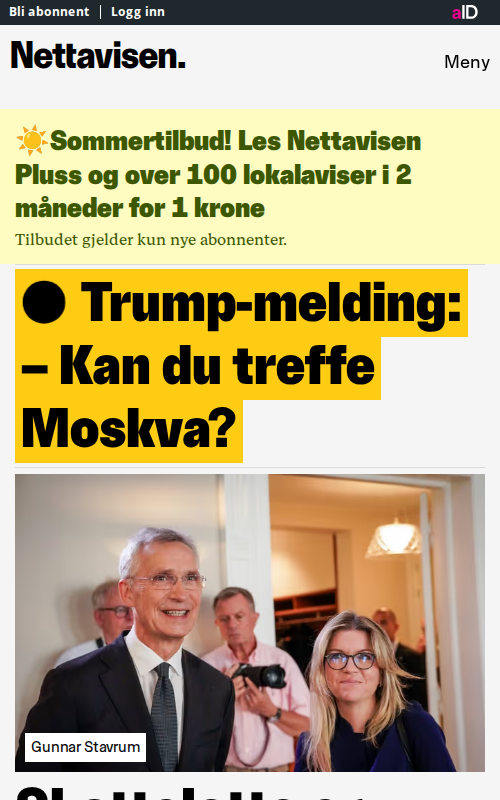 Bli abonnent
Logg inn
aID
Nettavisen.
Meny
☀️Sommertilbud! Les Nettavisen
Pluss og over 100 lokalaviser i 2
måneder for 1 krone
Tilbudet gjelder kun nye abonnenter.
● Trump-melding:
– Kan du treffe
Moskva?
Gunnar Stavrum